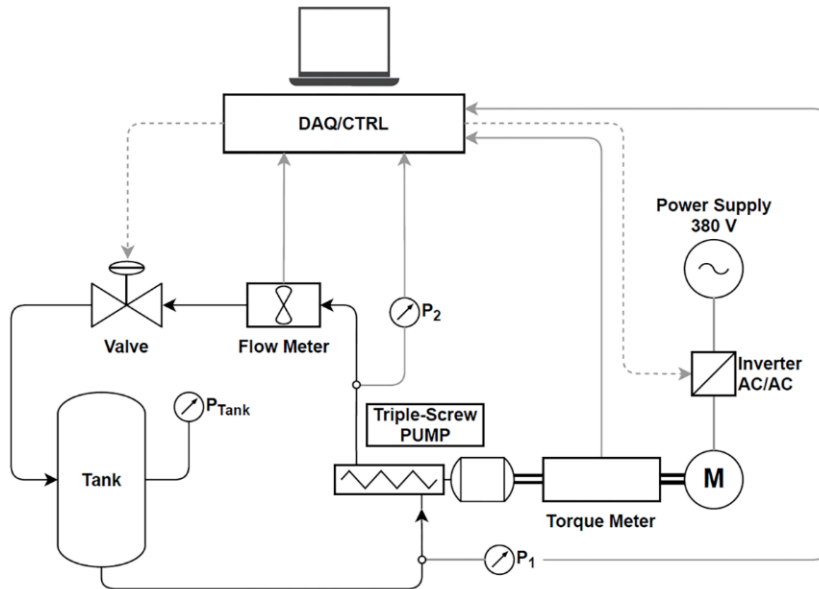 DAQ/CTRL
Power Supply
380 V
P2
Valve
Flow Meter
Inverter
AC/AC
PTank
Triple-Screw
PUMP
Tank
M
Torque Meter
P1